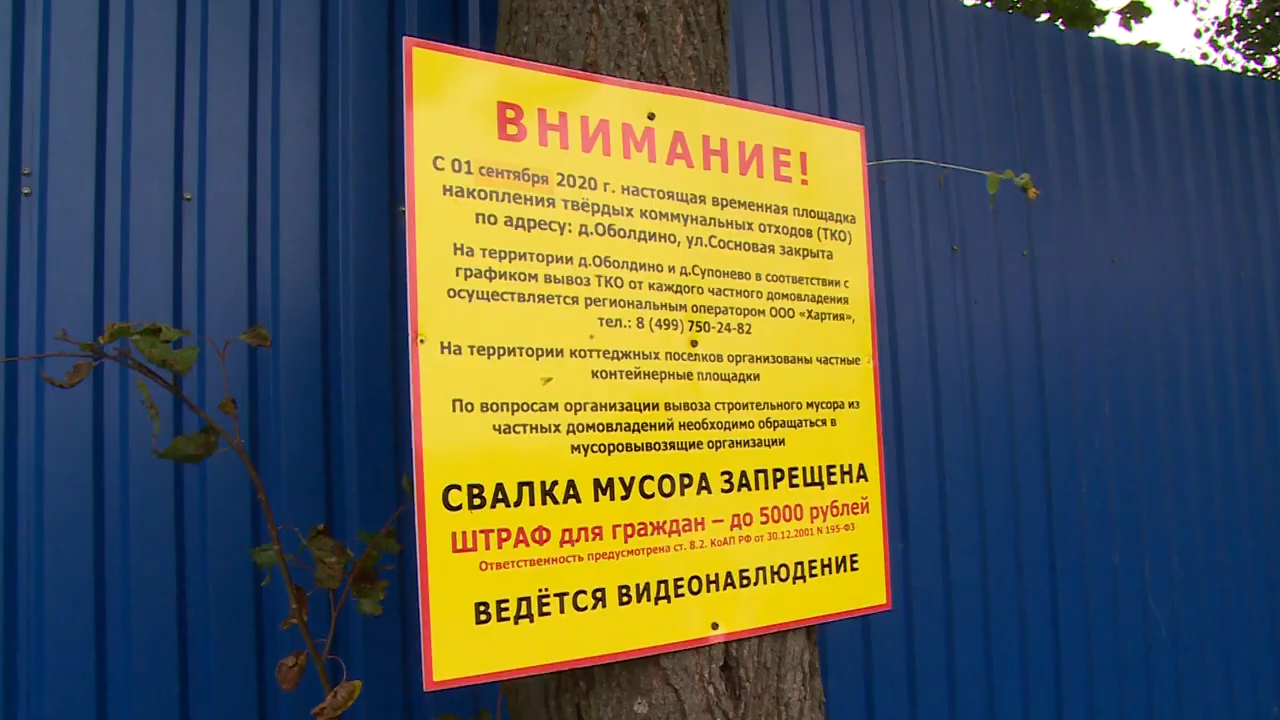 ВНИМАНИЕ!
С 01 сентября 2020 г. настоящая временная площадка
накопления твёрдых коммунальных отходов (ТКО)
по адресу: д.Оболдино, ул.Сосновая закрыта
На территории д.Оболдино и д.Супонево в соответствии с
графиком вывоз ТКО от каждого частного домовладения
осуществляется региональным оператором ООО «Хартия»,
тел.: 8 (499) 750-24-82
На территории коттеджных поселков организованы частные
контейнерные площадки
По вопросам организации вывоза строительного мусора из
частных домовладений необходимо обращаться в
мусоровывозящие организации
СВАЛКА МУСОРА ЗАПРЕЩЕНА
ШТРАФ для граждан – до 5000 рублей
Ответственность предусмотрена ст. 8.2. КоАП РФ от 30.12.2001 N 195-ФЗ
ВЕДЁТСЯ ВИДЕОНАБЛЮДЕНИЕ